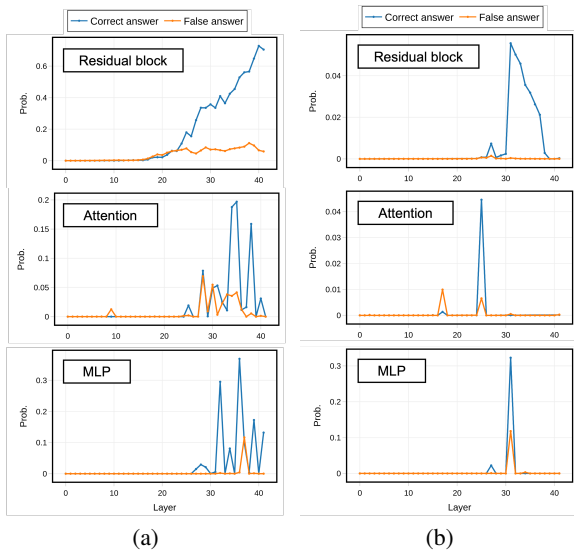 Correct answer False answer
Residual block
Prob.
0.6
0.4
0.2
0
0 10 20 30 40
Attention
Prob.
0.2
0.15
0.1
0.05
0
0 10 20 30 40
MLP
Prob.
0.3
0.2
0.1
0
0 10 20 30 40
Layer
(a)
Correct answer False answer
Residual block
Prob.
0.04
0.02
0
0 10 20 30 40
Attention
Prob.
0.04
0.03
0.02
0.01
0
0 10 20 30 40
MLP
Prob.
0.3
0.2
0.1
0
0 10 20 30 40
Layer
(b)